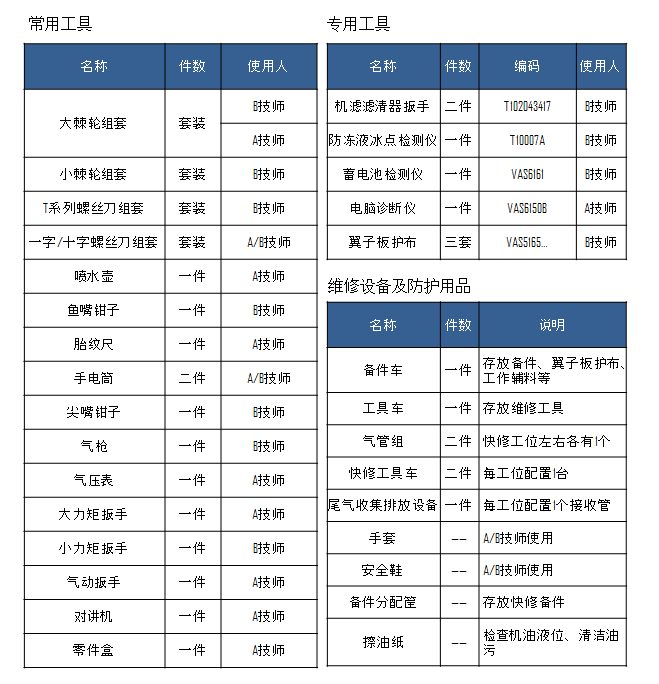 常用工具
名称 件数 使用人
大棘轮组套 套装 B技师
A技师
小棘轮组套 套装 B技师
T系列螺丝刀组套 套装 B技师
一字/十字螺丝刀组套 套装 A/B技师
喷水壶 一件 A技师
鱼嘴钳子 一件 B技师
胎纹尺 一件 A技师
手电筒 二件 A/B技师
尖嘴钳子 一件 B技师
气枪 一件 B技师
气压表 一件 A技师
大力矩扳手 一件 A技师
小力矩扳手 一件 B技师
气动扳手 一件 A技师
对讲机 一件 A技师
零件盒 一件 A技师
专用工具
名称 件数 编码 使用人
机滤滤清器扳手 二件 T102043417 B技师
防冻液冰点检测仪 一件 T10007A B技师
蓄电池检测仪 一件 VAS6161 B技师
电脑诊断仪 一件 VAS6150B A技师
翼子板护布 三套 VAS5165... B技师
维修设备及防护用品
名称 件数 说明
备件车 一件 存放备件、翼子板护布、
工作辅料等
工具车 一件 存放维修工具
气管组 二件 快修工位左右各有1个
快修工具车 二件 每工位配置1台
尾气收集排放设备 一件 每工位配置1个接收管
手套 -- A/B技师使用
安全鞋 -- A/B技师使用
备件分配筐 -- 存放快修备件
擦油纸 -- 检查机油液位、清洁油
污